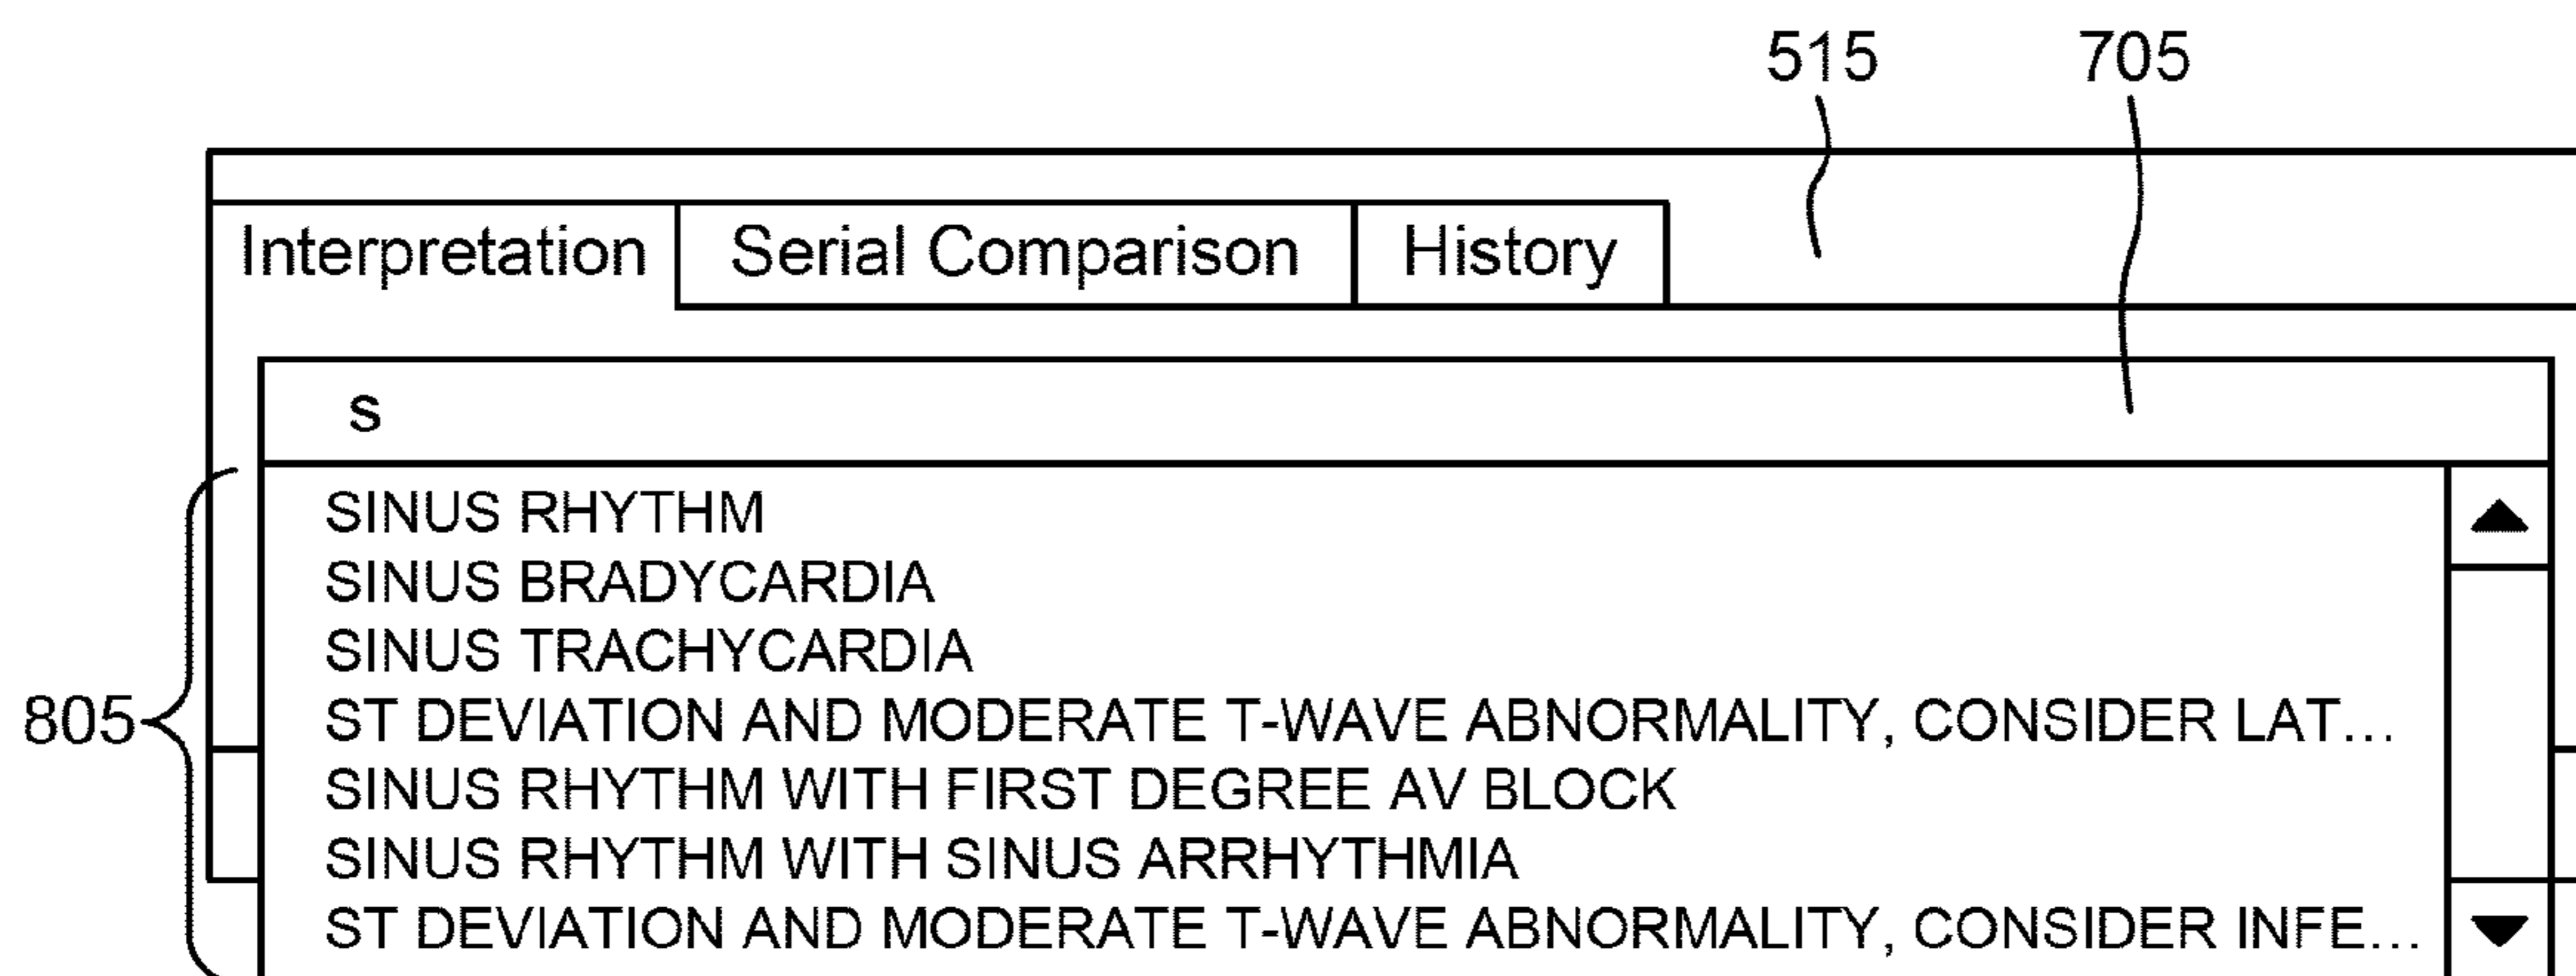 515 705
Interpretation Serial Comparison History
s
SINUS RHYTHM
SINUS BRADYCARDIA
SINUS TRACHYCARDIA
805 ST DEVIATION AND MODERATE T-WAVE ABNORMALITY, CONSIDER LAT...
SINUS RHYTHM WITH FIRST DEGREE AV BLOCK
SINUS RHYTHM WITH SINUS ARRHYTHMIA
ST DEVIATION AND MODERATE T-WAVE ABNORMALITY, CONSIDER INFE...